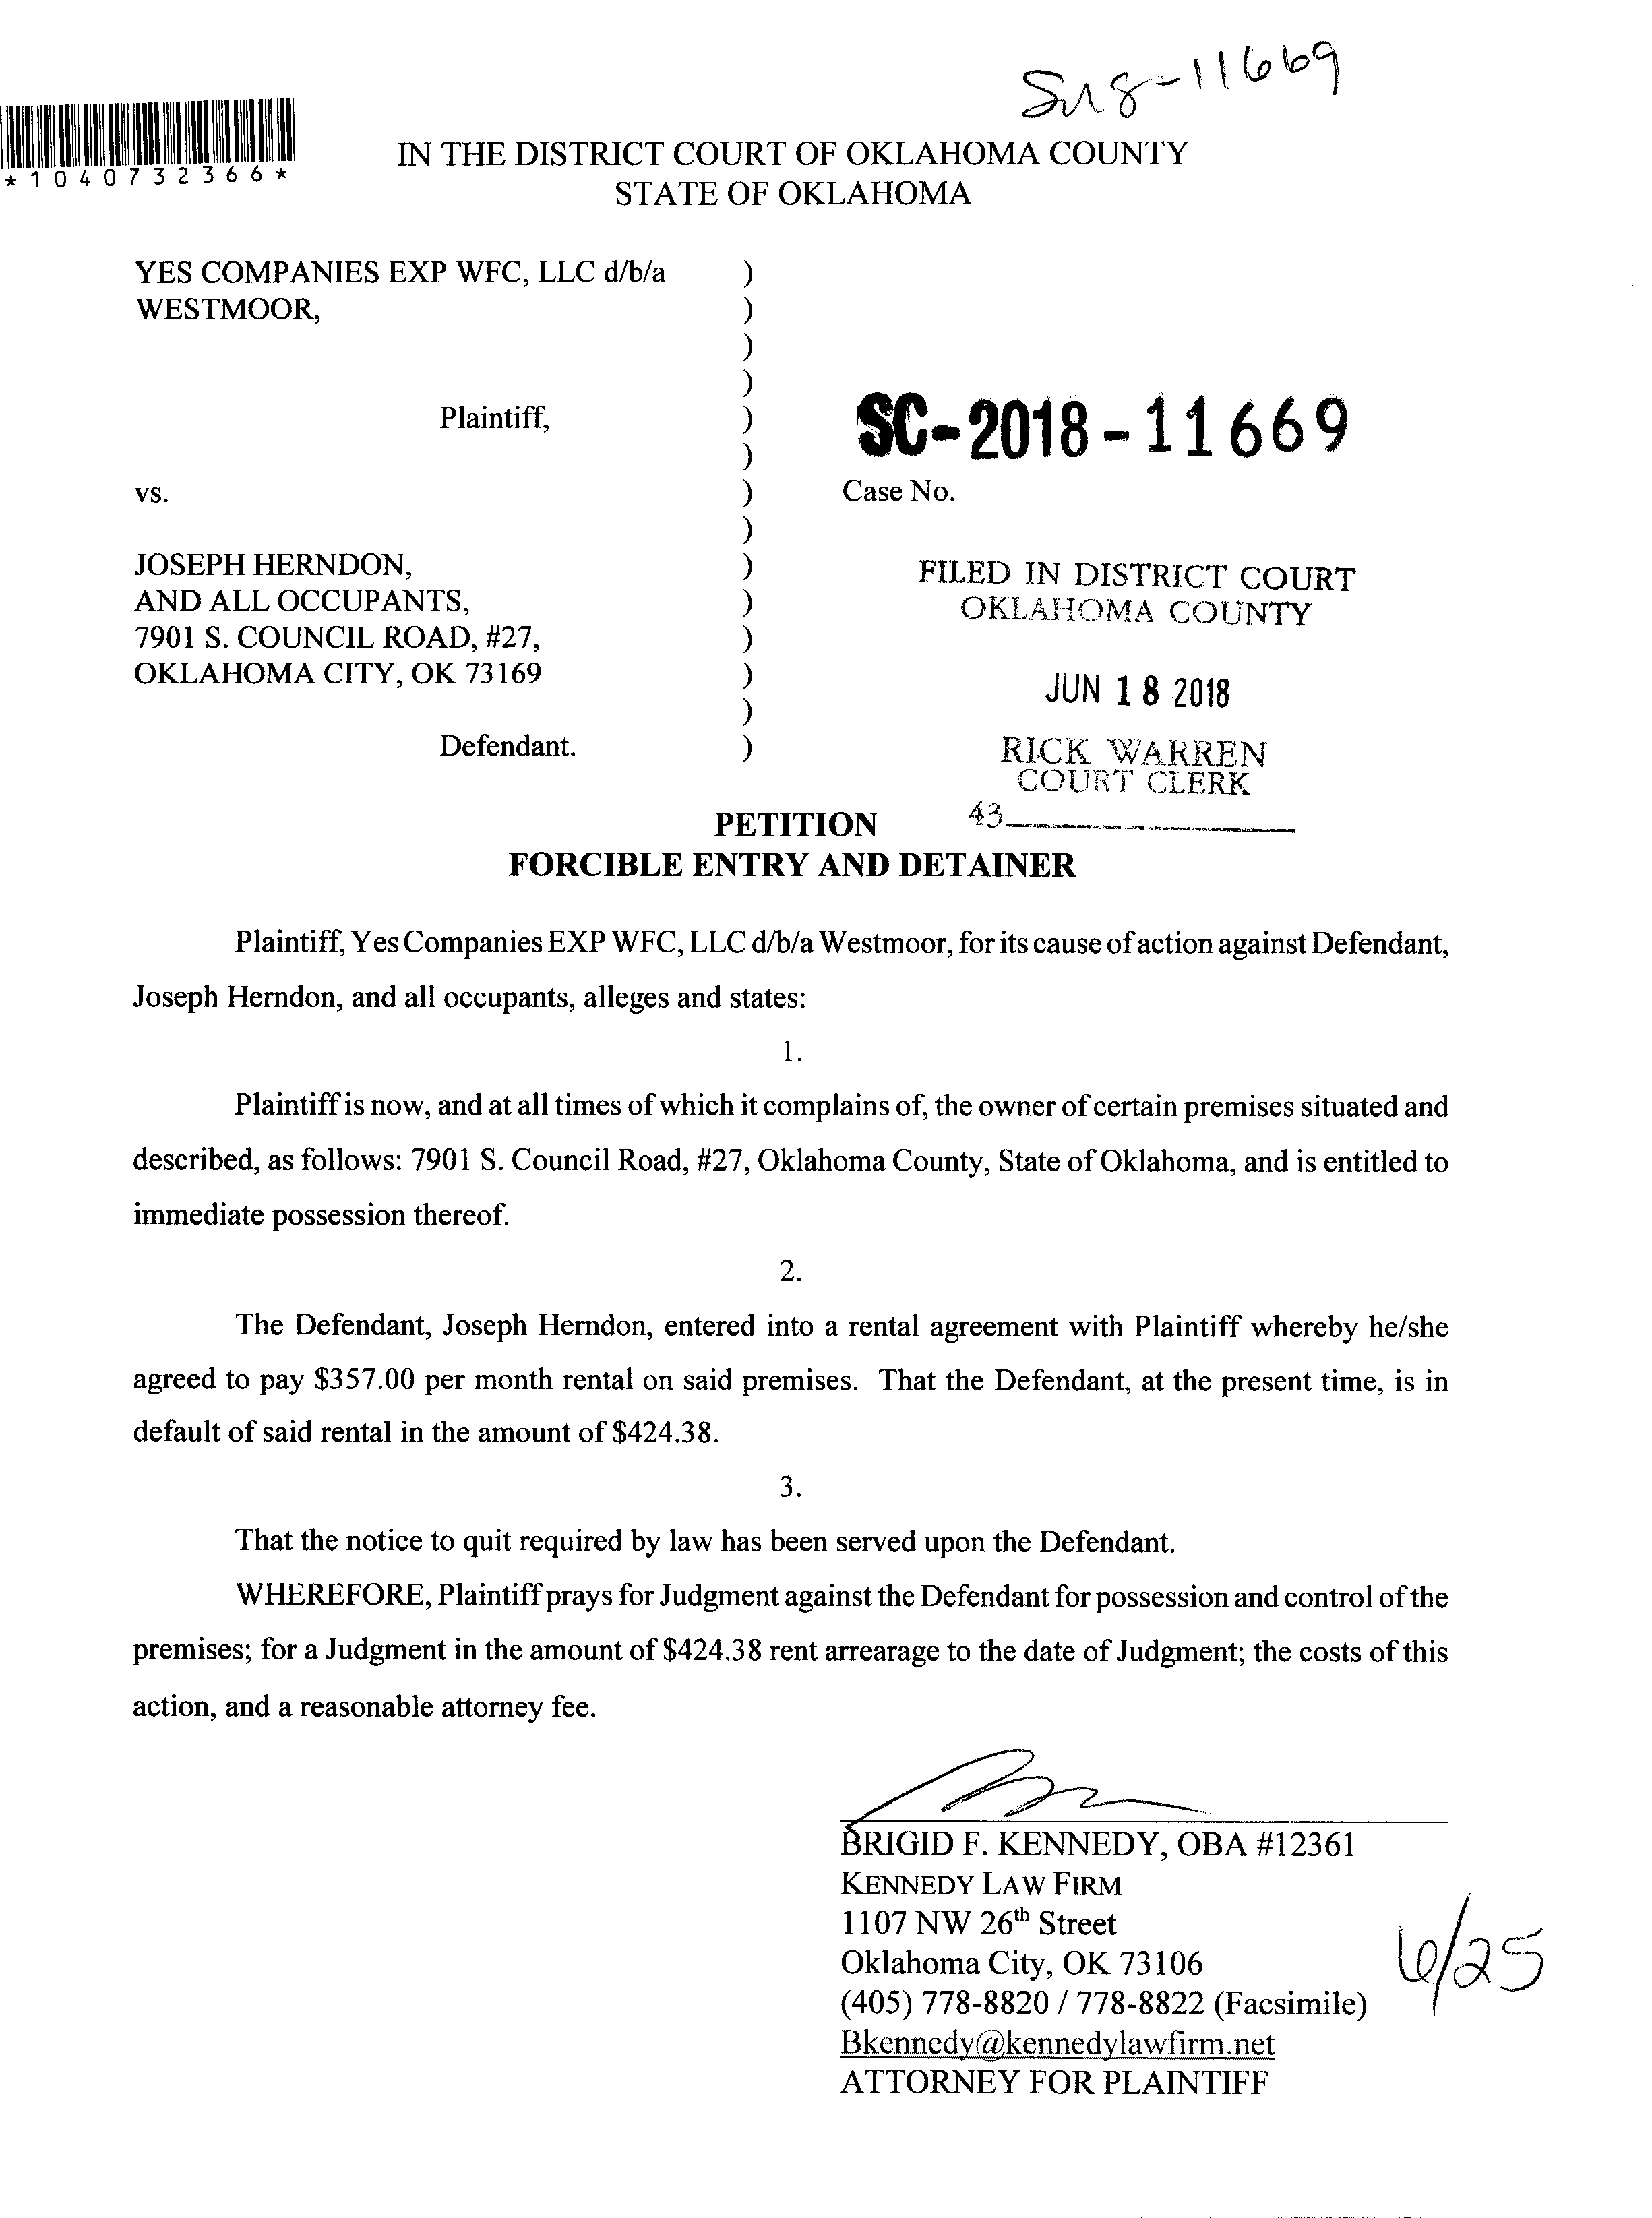 SC18-11669
*1040732366*
IN THE DISTRICT COURT OF OKLAHOMA COUNTY
STATE OF OKLAHOMA
YES COMPANIES EXP WFC, LLC d/b/a )
WESTMOOR, )
)
)
Plaintiff, )
SC-2018-11669
)
vs. ) Case No.
)
JOSEPH HERNDON, ) FILED IN DISTRICT COURT
AND ALL OCCUPANTS, ) OKLAHOMA COUNTY
7901 S. COUNCIL ROAD, #27, )
OKLAHOMA CITY, OK 73169 ) JUN 18 2018
)
Defendant. ) RICK WARREN
COURT CLERK
43
PETITION
FORCIBLE ENTRY AND DETAINER
Plaintiff, Yes Companies EXP WFC, LLC d/b/a Westmoor, for its cause of action against Defendant,
Joseph Herndon, and all occupants, alleges and states:
1.
Plaintiff is now, and at all times of which it complains of, the owner of certain premises situated and
described, as follows: 7901 S. Council Road, #27, Oklahoma County, State of Oklahoma, and is entitled to
immediate possession thereof.
2.
The Defendant, Joseph Herndon, entered into a rental agreement with Plaintiff whereby he/she
agreed to pay $357.00 per month rental on said premises. That the Defendant, at the present time, is in
default of said rental in the amount of $424.38.
3.
That the notice to quit required by law has been served upon the Defendant.
WHEREFORE, Plaintiff prays for Judgment against the Defendant for possession and control of the
premises; for a Judgment in the amount of $424.38 rent arrearage to the date of Judgment; the costs of this
action, and a reasonable attorney fee.
BRIGID F. KENNEDY, OBA #12361
KENNEDY LAW FIRM
1107 NW 26th Street
Oklahoma City, OK 73106
(405) 778-8820 / 778-8822 (Facsimile)
Bkennedy@kennedylawfirm.net
ATTORNEY FOR PLAINTIFF
6/25